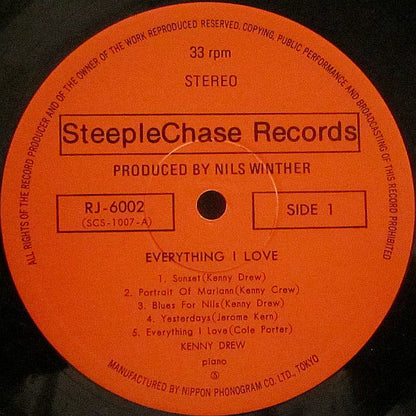 ALL RIGHTS OF THE RECORD PRODUCER AND OF THE OWNER OF THE WORK REPRODUCED RESERVED, COPYING, PUBLIC PERFORMANCE AND BROADCASTING OF THIS RECORD PROHIBITED
33 rpm
STEREO
SteepleChase Records
PRODUCED BY NILS WINTHER
RJ-6002
(SCS-1007-A)
SIDE 1
EVERYTHING I LOVE
1. Sunset(Kenny Drew)
2. Portrait Of Mariann(Kenny Crew)
3. Blues For Nils(Kenny Drew)
4. Yesterdays(Jerome Kern)
5. Everything I Love(Cole Porter)
KENNY DREW
piano
MANUFACTURED BY NIPPON PHONOGRAM CO.LTD., TOKYO